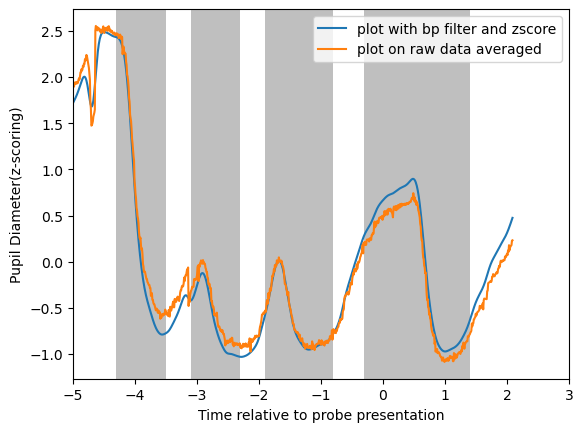 plot with bp filter and zscore
plot on raw data averaged
Pupil Diameter(z-scoring)
2.5
2.0
1.5
1.0
0.5
0.0
−0.5
−1.0
−5 −4 −3 −2 −1 0 1 2 3
Time relative to probe presentation